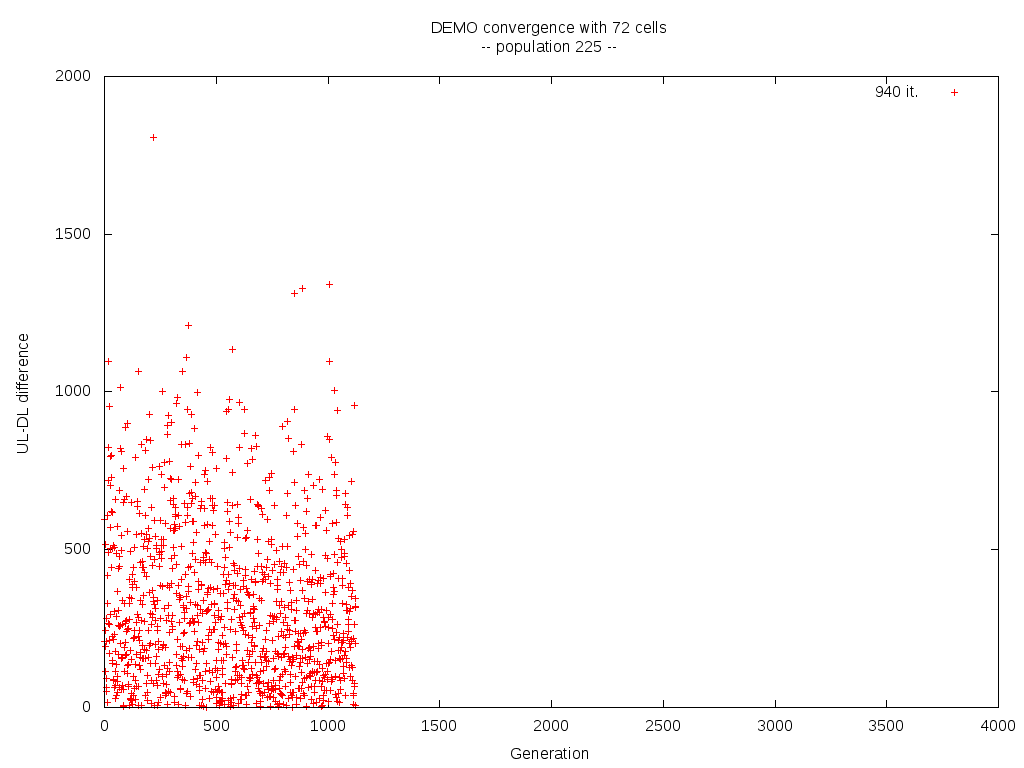 DEMO convergence with 72 cells
-- population 225 --
2000
940 it.
1500
1000
500
0
UL-DL difference
0 500 1000 1500 2000 2500 3000 3500 4000
Generation